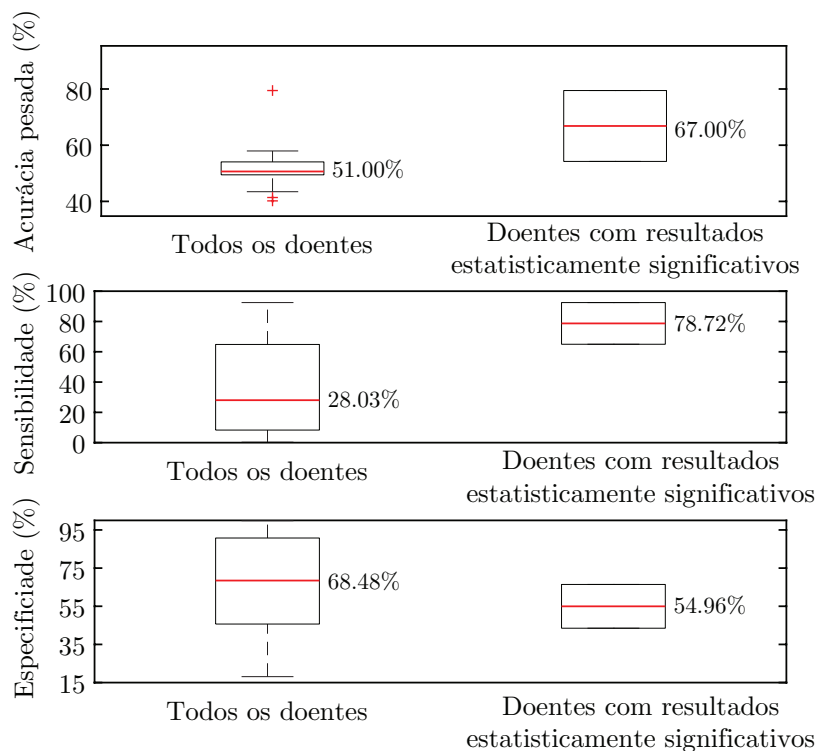 Acurácia pesada (%)
80
60
40
51.00%
67.00%
Todos os doentes
Doentes com resultados
estatisticamente significativos
Sensibilidade (%)
100
80
60
40
20
0
28.03%
78.72%
Todos os doentes
Doentes com resultados
estatisticamente significativos
Especificiade (%)
95
75
55
35
15
68.48%
54.96%
Todos os doentes
Doentes com resultados
estatisticamente significativos